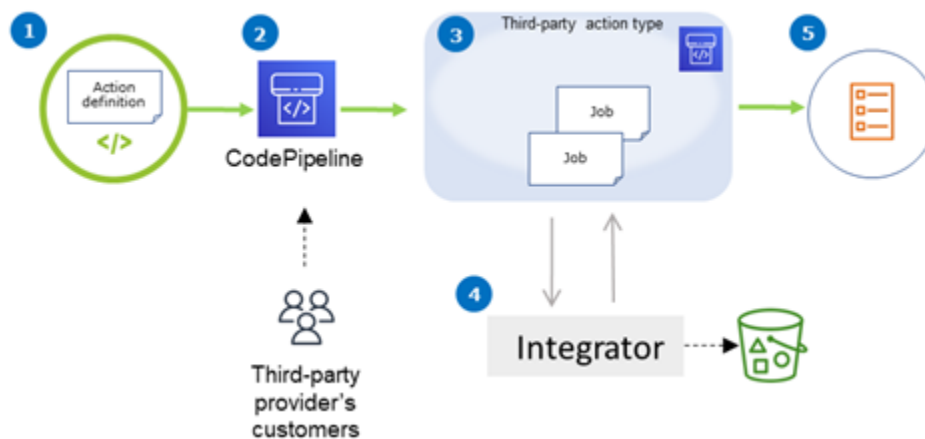 1
2
3
Third-party action type
5
Action
definition
</>
</>
</>
Job
Job
CodePipeline
4
Integrator
Third-party
provider's
customers